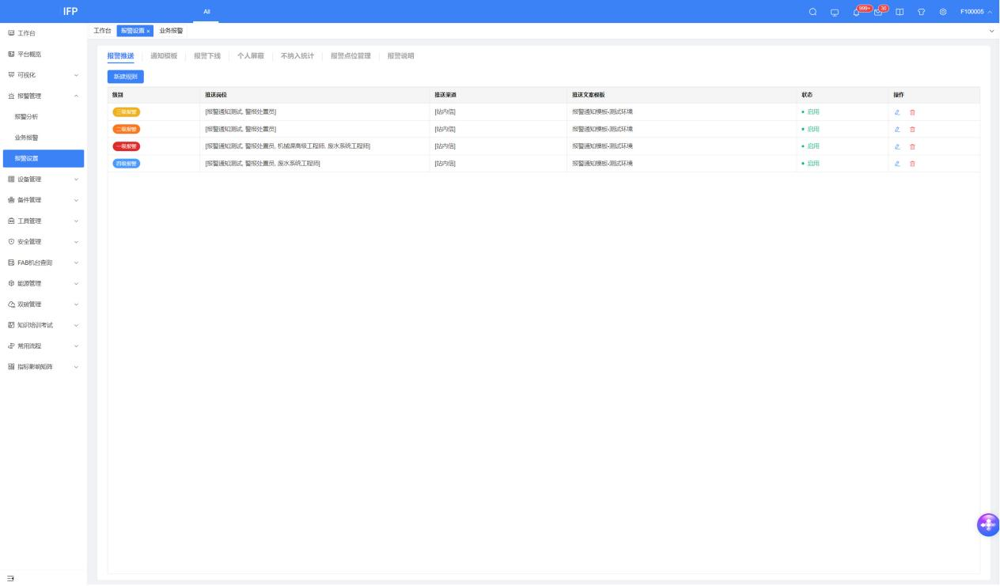 IFP
All
999+
30
F100005
工作台
报警设置 ×
业务报警
工作台
平台概览
可视化
报警管理
报警分析
业务报警
报警设置
设备管理
备件管理
工具管理
安全管理
FAB机台查询
能源管理
双碳管理
知识培训考试
常用流程
指标影响矩阵
报警推送
通知模板
报警下线
个人屏蔽
不纳入统计
报警点位管理
报警说明
新建规则
级别 推送岗位 推送渠道 推送文案模板 状态 操作
三级报警 [报警通知测试, 警报处置员] [站内信] 报警通知模板-测试环境 启用
二级报警 [报警通知测试, 警报处置员] [站内信] 报警通知模板-测试环境 启用
一级报警 [报警通知测试, 警报处置员, 机械课高级工程师, 废水系统工程师] [站内信] 报警通知模板-测试环境 启用
四级报警 [报警通知测试, 警报处置员, 废水系统工程师] [站内信] 报警通知模板-测试环境 启用